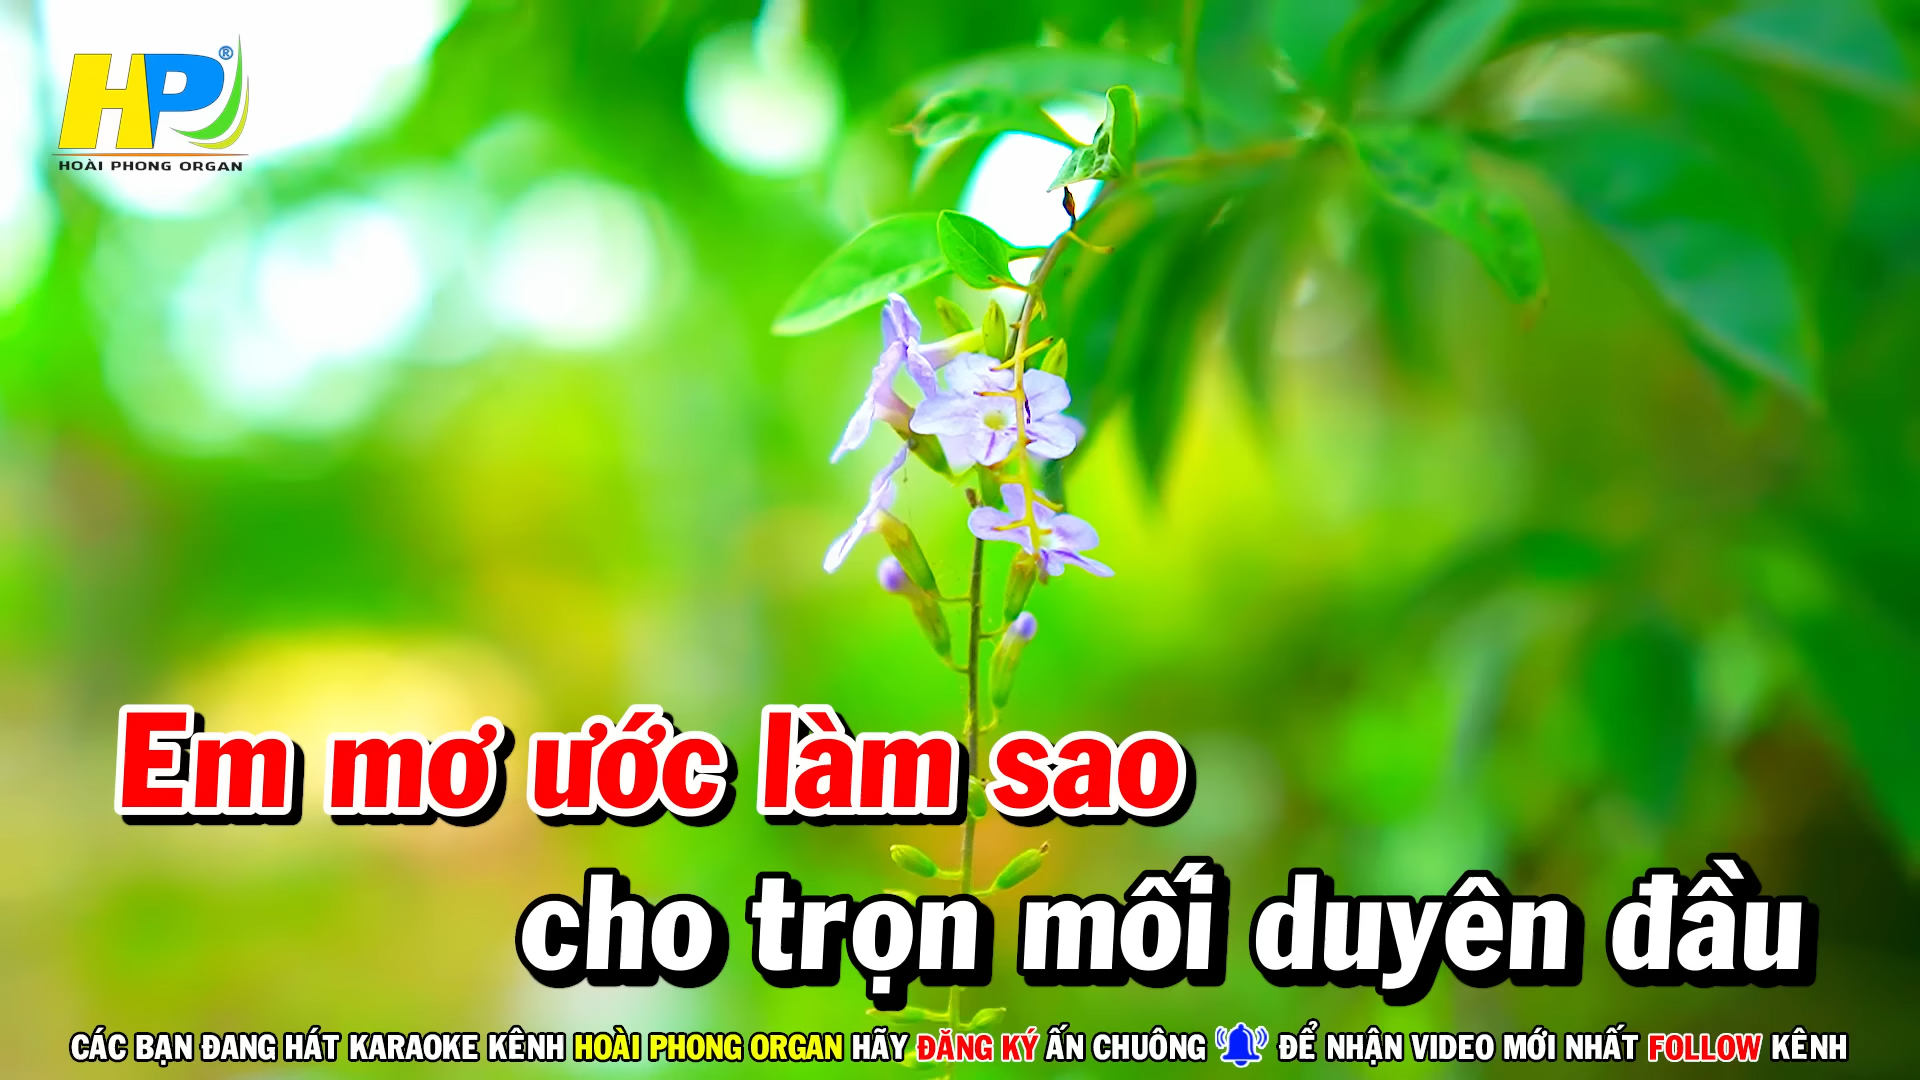 HP®
HOÀI PHONG ORGAN
Em mơ ước làm sao
cho trọn mối duyên đầu
CÁC BẠN ĐANG HÁT KARAOKE KÊNH HOÀI PHONG ORGAN HÃY ĐĂNG KÝ ẤN CHUÔNG ĐỂ NHẬN VIDEO MỚI NHẤT FOLLOW KÊNH